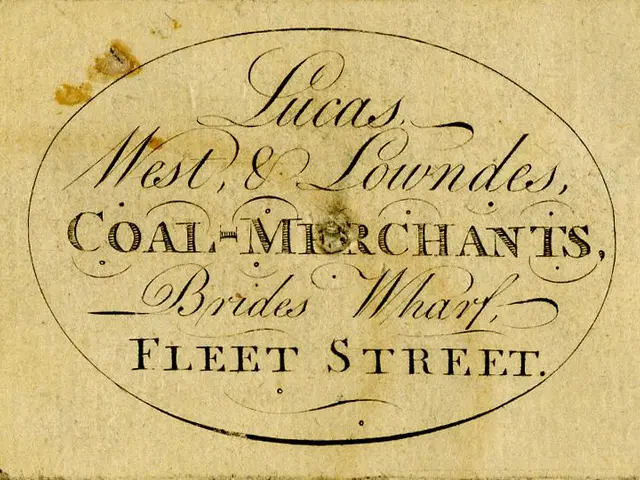 Lucas,
West, & Lowndes,
COAL-MERCHANTS,
Brides Wharf,
FLEET STREET.